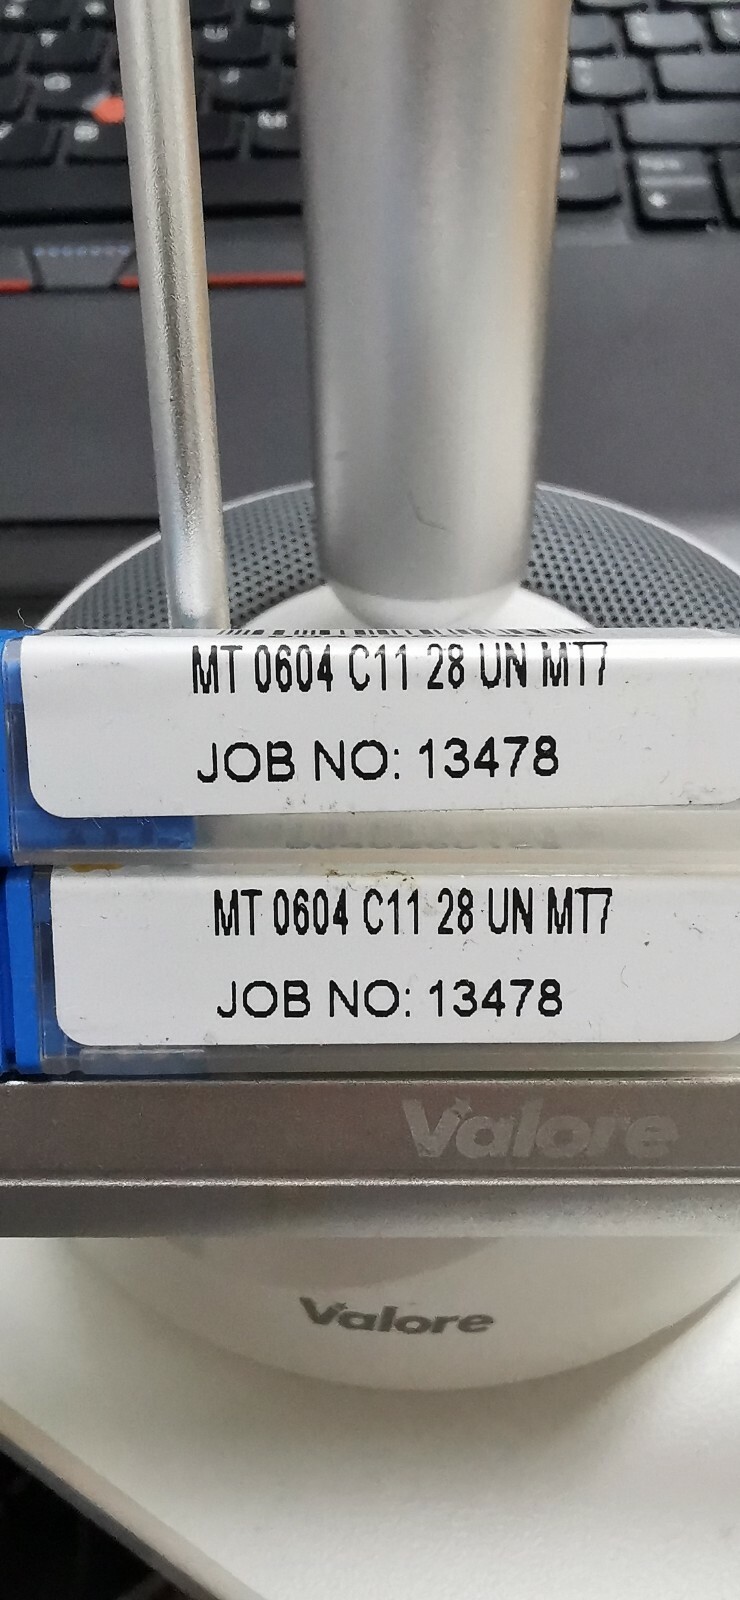 MT 0604 C11 28 UN MT7
JOB NO: 13478
MT 0604 C11 28 UN MT7
JOB NO: 13478
Valore
Valore